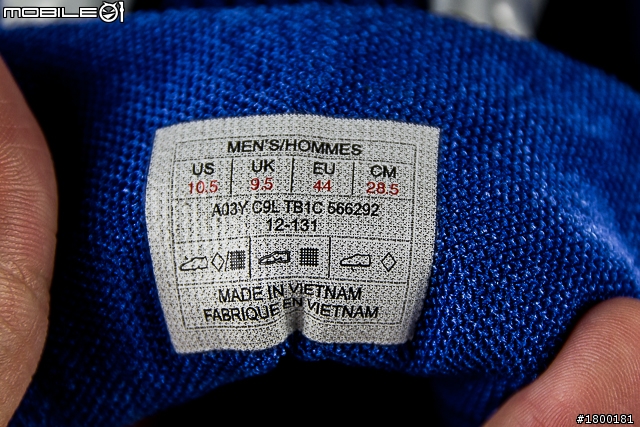 MOBILE01
MEN'S/HOMMES
US UK EU CM
10.5 9.5 44 28.5
A03Y C9L TB1C 566292
12-131
MADE IN VIETNAM
FABRIQUE EN VIETNAM
#1800181